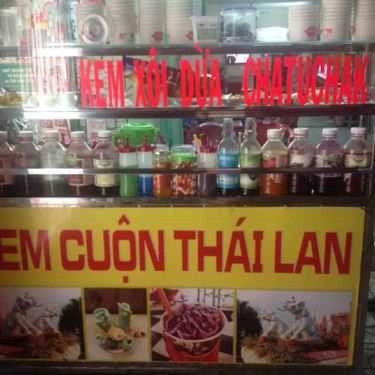 KEM XÔI DỪA CHATUCHAK
EM CUỘN THÁI LAN